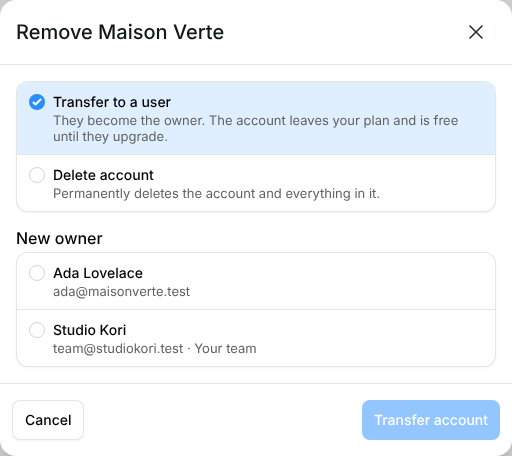 Remove Maison Verte
Transfer to a user
They become the owner. The account leaves your plan and is free
until they upgrade.
Delete account
Permanently deletes the account and everything in it.
New owner
Ada Lovelace
ada@maisonverte.test
Studio Kori
team@studiokori.test · Your team
Cancel
Transfer account